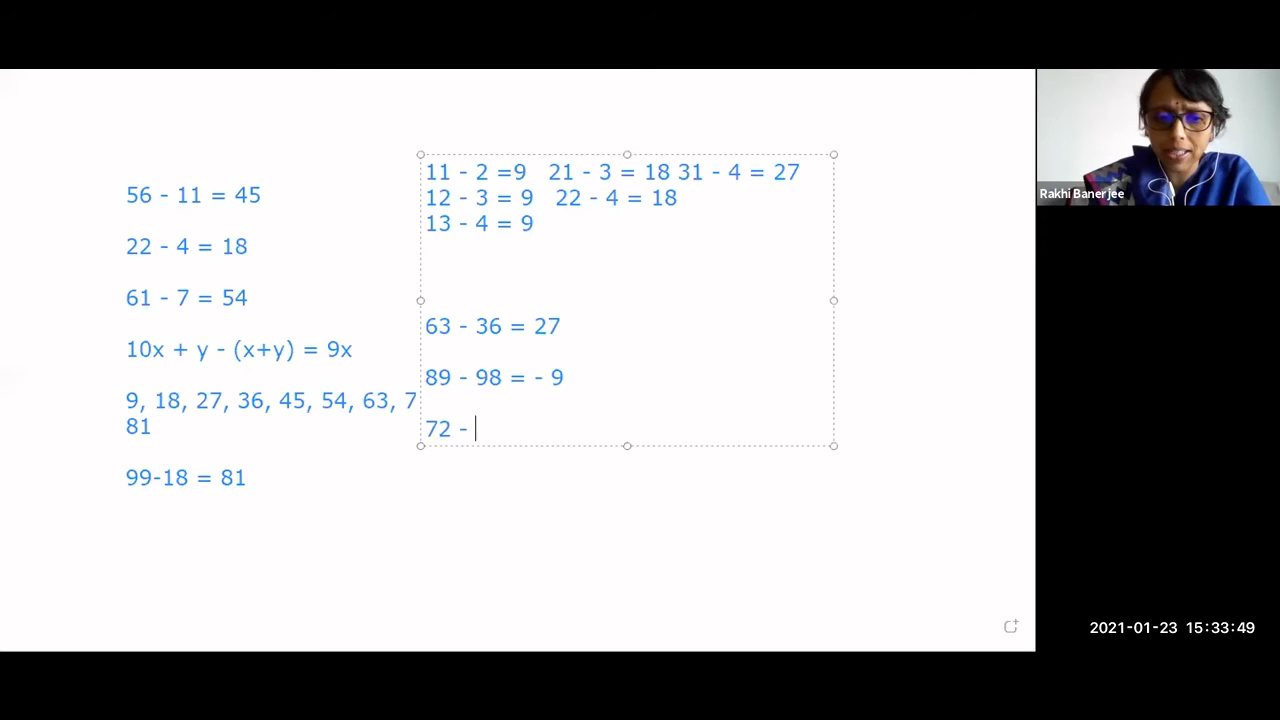 56 - 11 = 45
22 - 4 = 18
61 - 7 = 54
10x + y - (x+y) = 9x
9, 18, 27, 36, 45, 54, 63, 7
81
99-18 = 81
11 - 2 =9 21 - 3 = 18 31 - 4 = 27
12 - 3 = 9 22 - 4 = 18
13 - 4 = 9
63 - 36 = 27
89 - 98 = - 9
72 -
Rakhi Banerjee
2021-01-23 15:33:49